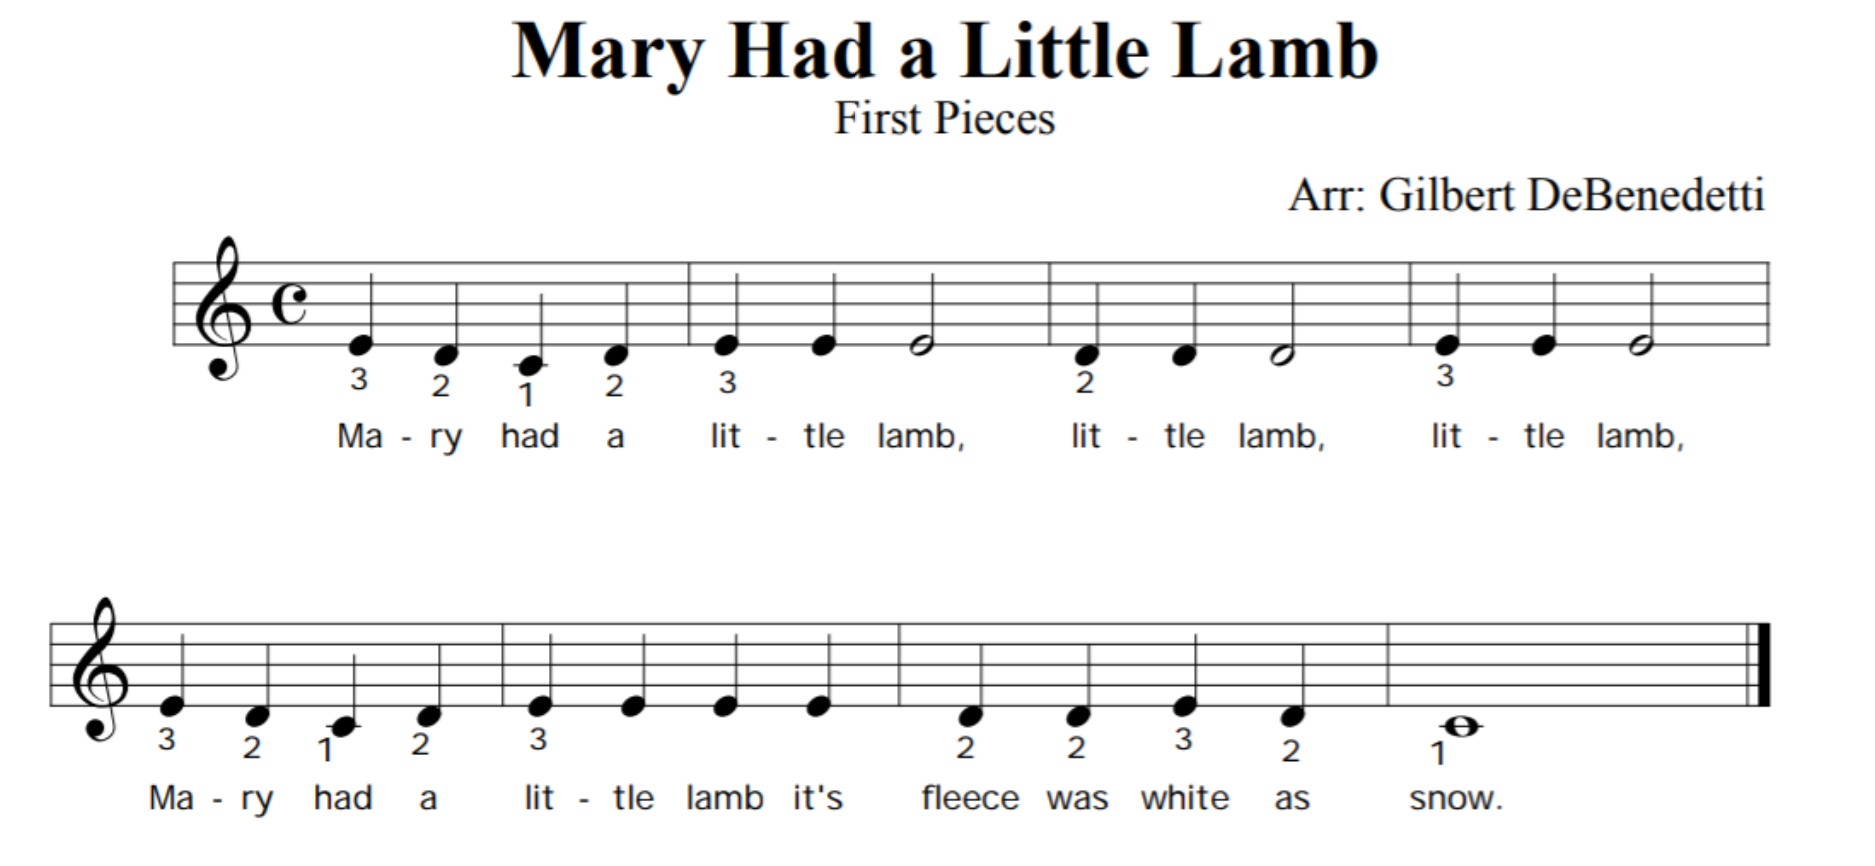 Mary Had a Little Lamb
First Pieces
Arr: Gilbert DeBenedetti
3 2 1 2 3 2 3
Ma - ry had a lit - tle lamb, lit - tle lamb, lit - tle lamb,
3 2 1 2 3 2 2 3 2 1
Ma - ry had a lit - tle lamb it's fleece was white as snow.